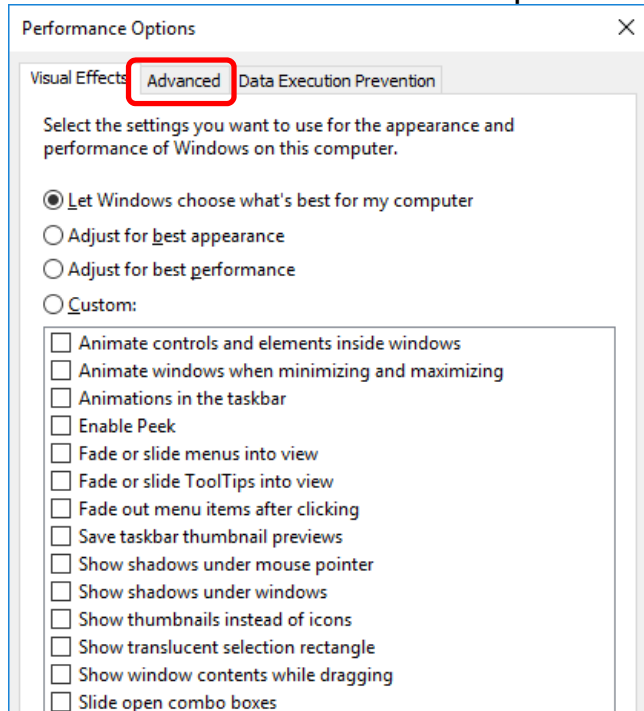 Performance Options
Visual Effects Advanced Data Execution Prevention
Select the settings you want to use for the appearance and
performance of Windows on this computer.
Let Windows choose what's best for my computer
Adjust for best appearance
Adjust for best performance
Custom:
Animate controls and elements inside windows
Animate windows when minimizing and maximizing
Animations in the taskbar
Enable Peek
Fade or slide menus into view
Fade or slide ToolTips into view
Fade out menu items after clicking
Save taskbar thumbnail previews
Show shadows under mouse pointer
Show shadows under windows
Show thumbnails instead of icons
Show translucent selection rectangle
Show window contents while dragging
Slide open combo boxes